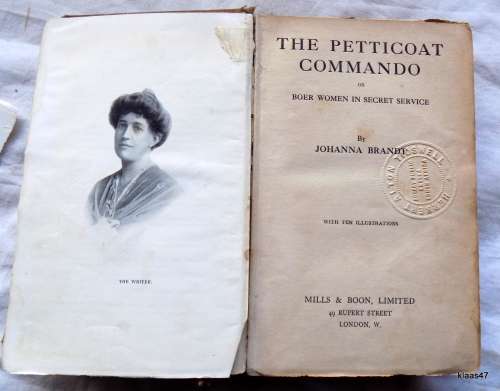 THE WRITER.
THE PETTICOAT
COMMANDO
OR
BOER WOMEN IN SECRET SERVICE
By
JOHANNA BRANDT
WITH TEN ILLUSTRATIONS
MILLS & BOON, LIMITED
49 RUPERT STREET
LONDON, W.
klaas47